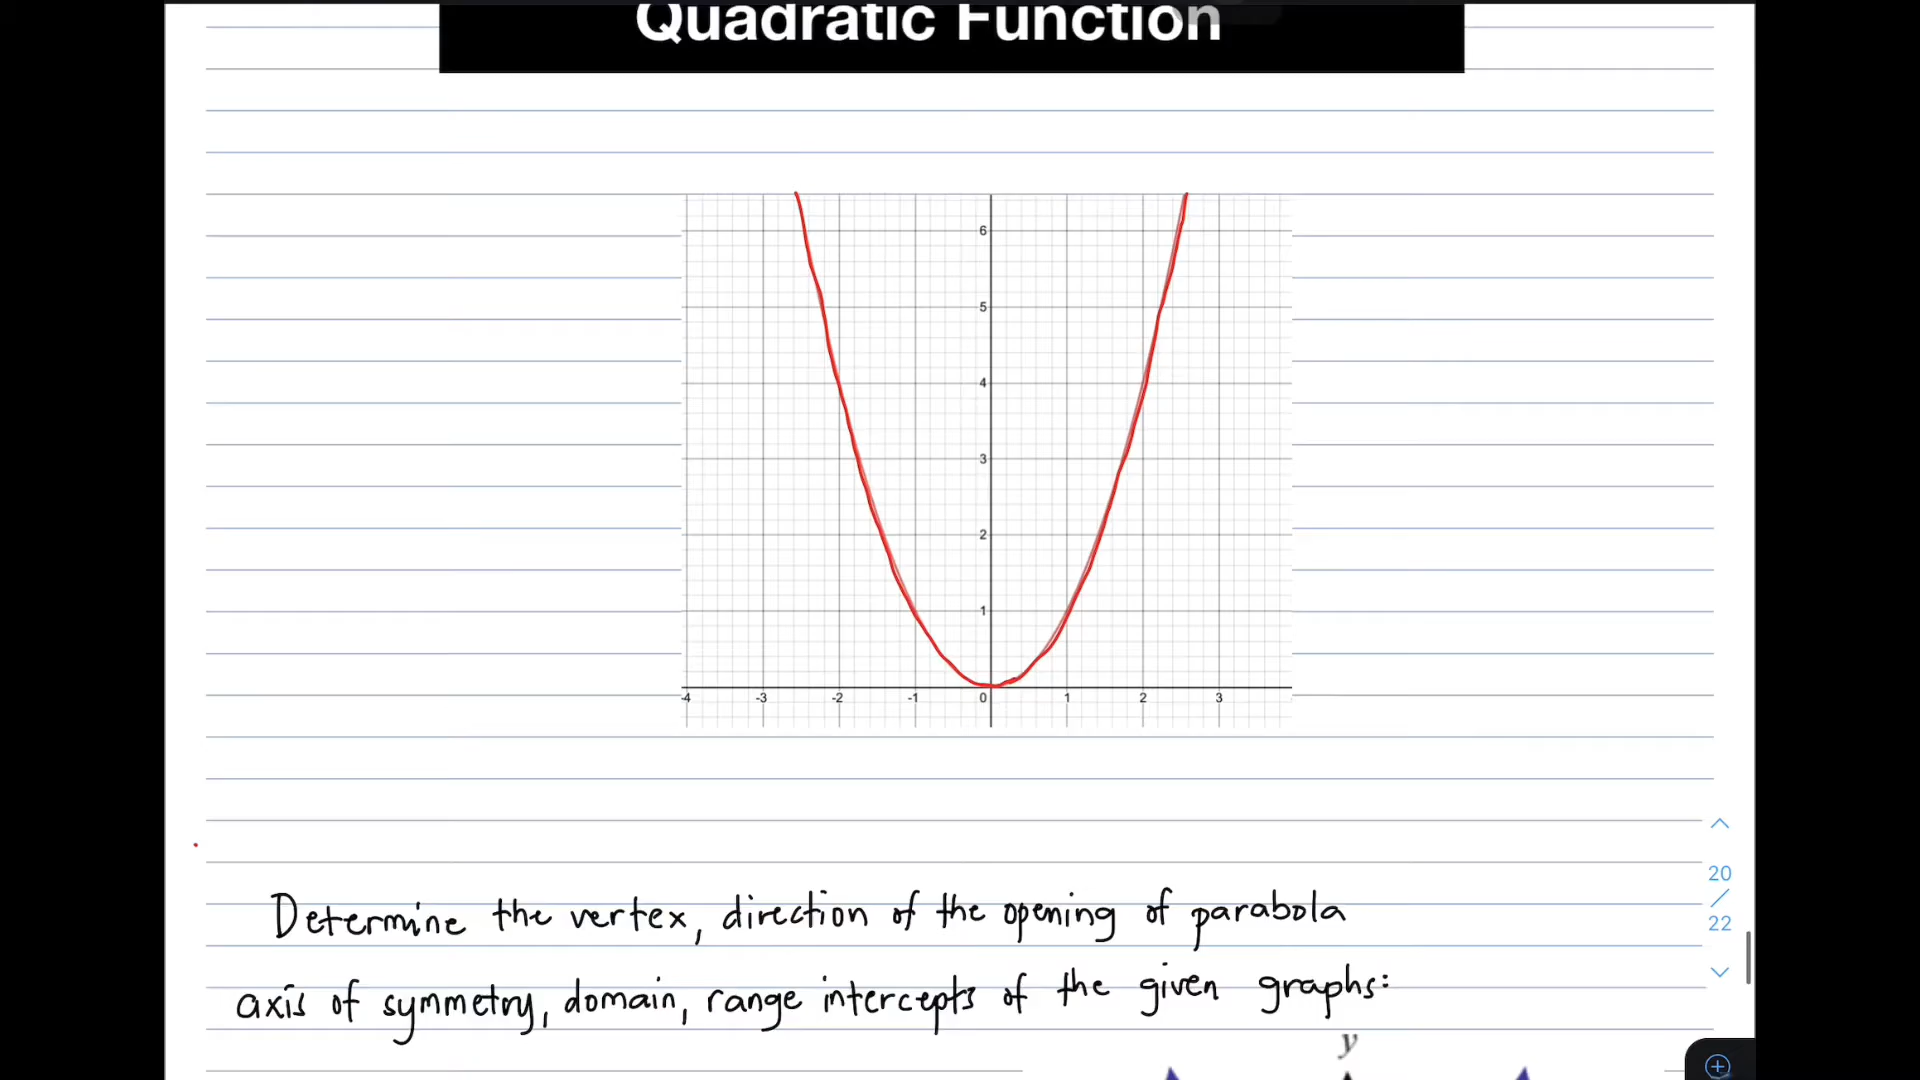 Quadratic Function
6
5
4
3
2
1
-4 -3 -2 -1 0 1 2 3
20
/
22
Determine the vertex, direction of the opening of parabola
axis of symmetry, domain, range intercepts of the given graphs:
y